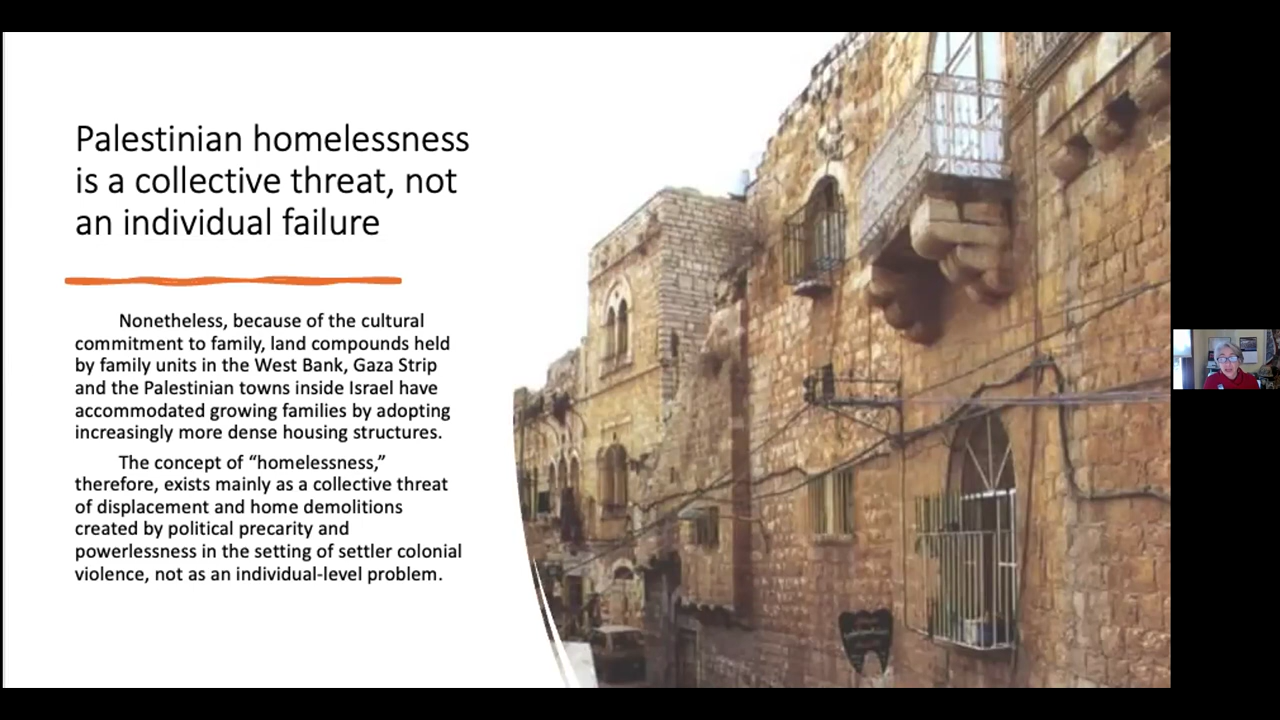 Palestinian homelessness
is a collective threat, not
an individual failure
Nonetheless, because of the cultural
commitment to family, land compounds held
by family units in the West Bank, Gaza Strip
and the Palestinian towns inside Israel have
accommodated growing families by adopting
increasingly more dense housing structures.
The concept of “homelessness,”
therefore, exists mainly as a collective threat
of displacement and home demolitions
created by political precarity and
powerlessness in the setting of settler colonial
violence, not as an individual-level problem.